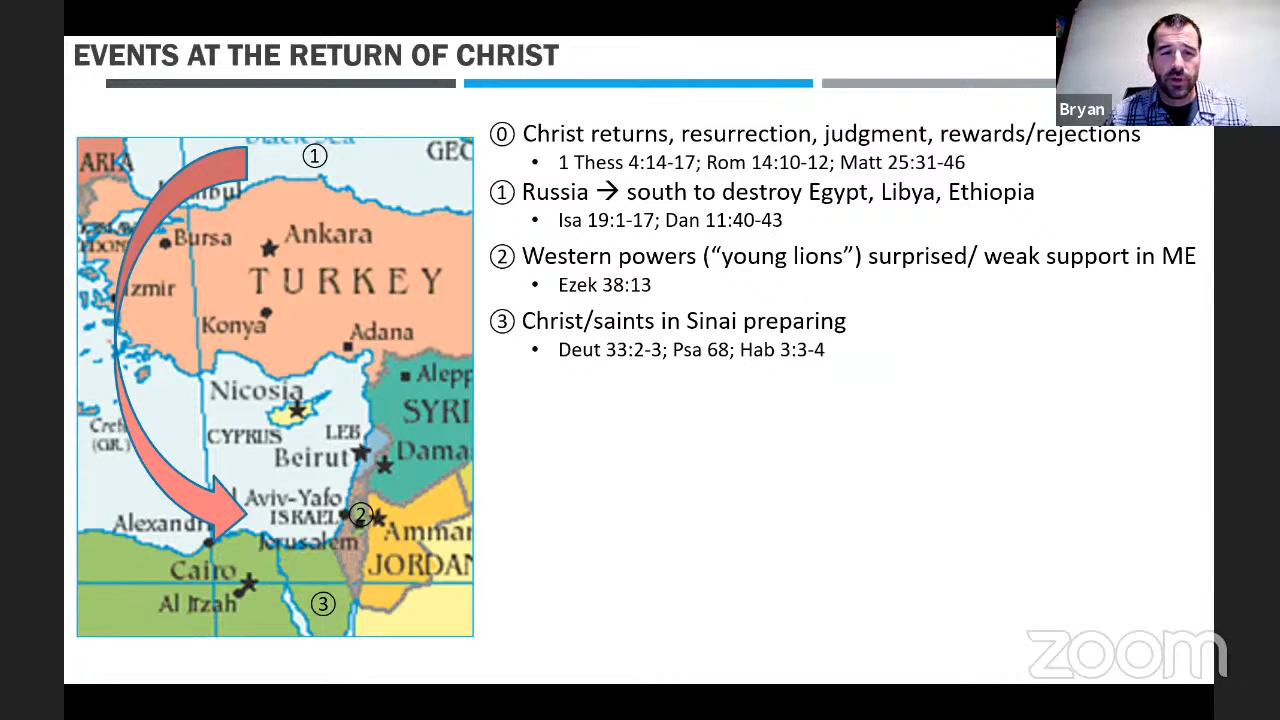 EVENTS AT THE RETURN OF CHRIST
Bryan
⓪ Christ returns, resurrection, judgment, rewards/rejections
• 1 Thess 4:14-17; Rom 14:10-12; Matt 25:31-46
① Russia → south to destroy Egypt, Libya, Ethiopia
• Isa 19:1-17; Dan 11:40-43
② Western powers (“young lions”) surprised/ weak support in ME
• Ezek 38:13
③ Christ/saints in Sinai preparing
• Deut 33:2-3; Psa 68; Hab 3:3-4
①
GEC
ARIA
Bursa
Ankara
TURKEY
Izmir
Konya
Adana
Alepp
Nicosia
SYRI
(GR.)
CYPRUS
LEB
Beirut
Dama
Aviv-Yafo
ISRAEL
②
Alexandri
Amman
Jerusalem
JORDAN
Cairo
Al Jizah
③
zoom